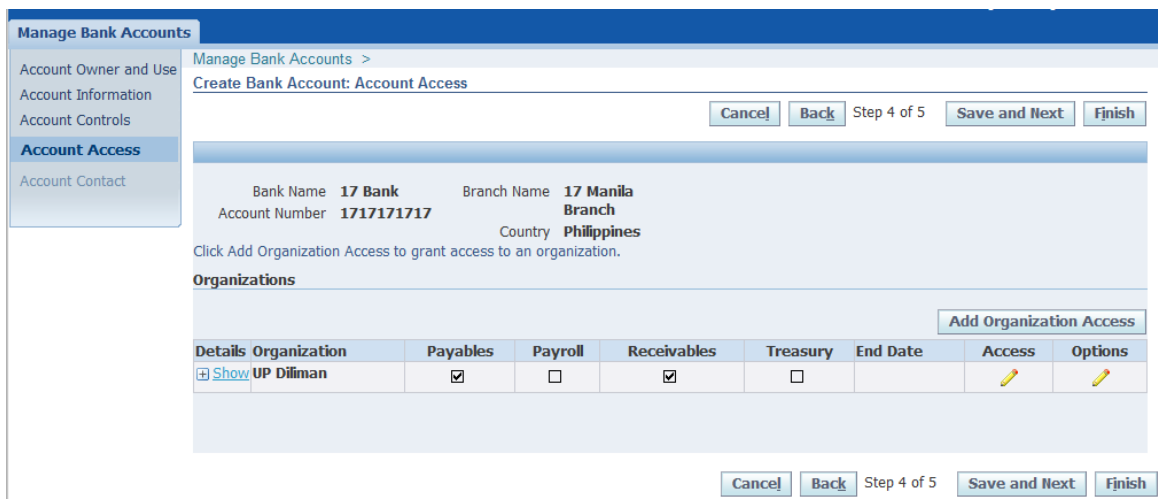 Manage Bank Accounts
Account Owner and Use
Account Information
Account Controls
Account Access
Account Contact
Manage Bank Accounts >
Create Bank Account: Account Access
Cancel Back Step 4 of 5 Save and Next Finish
Bank Name 17 Bank Branch Name 17 Manila
Account Number 1717171717 Branch
Country Philippines
Click Add Organization Access to grant access to an organization.
Organizations
Add Organization Access
Details Organization Payables Payroll Receivables Treasury End Date Access Options
Show UP Diliman
Cancel Back Step 4 of 5 Save and Next Finish